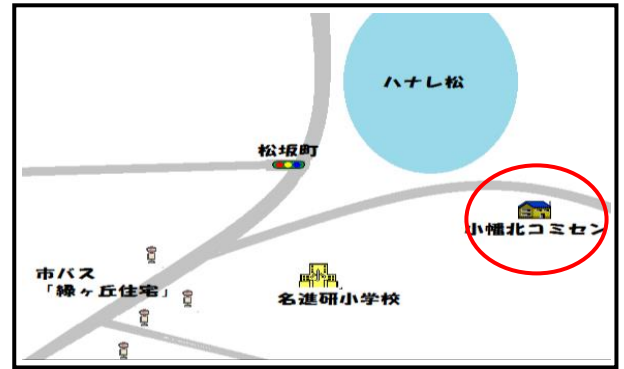 ハナレ松
松坂町
小幡北コミセン
市バス
「緑ヶ丘住宅」
名進研小学校